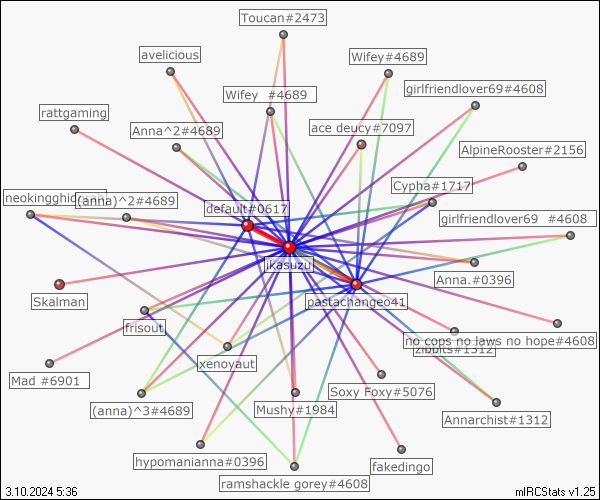 Toucan#2473
avelicious
Wifey#4689
Wifey #4689
girlfriendlover69#4608
rattgaming
Anna^2#4689
ace deucy#7097
AlpineRooster#2156
Cypha#1717
neokingghid
(anna)^2#4689
default#0617
girlfriendlover69 #4608
jkasuzu
Anna.#0396
Skalman
pastachangeo41
frisout
no cops no laws no hope#4608
zibbits#1312
xenoyaut
Mad #6901
Soxy Foxy#5076
(anna)^3#4689
Mushy#1984
Annarchist#1312
hypomanianna#0396
fakedingo
ramshackle gorey#4608
3.10.2024 5:36
mIRCStats v1.25